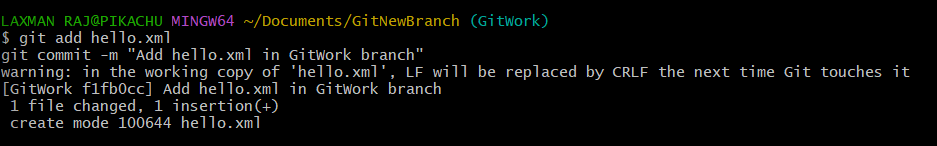 LAXMAN RAJ@PIKACHU MINGW64 ~/Documents/GitNewBranch (GitWork)
$ git add hello.xml
git commit -m "Add hello.xml in GitWork branch"
warning: in the working copy of 'hello.xml', LF will be replaced by CRLF the next time Git touches it
[GitWork f1fb0cc] Add hello.xml in GitWork branch
 1 file changed, 1 insertion(+)
 create mode 100644 hello.xml